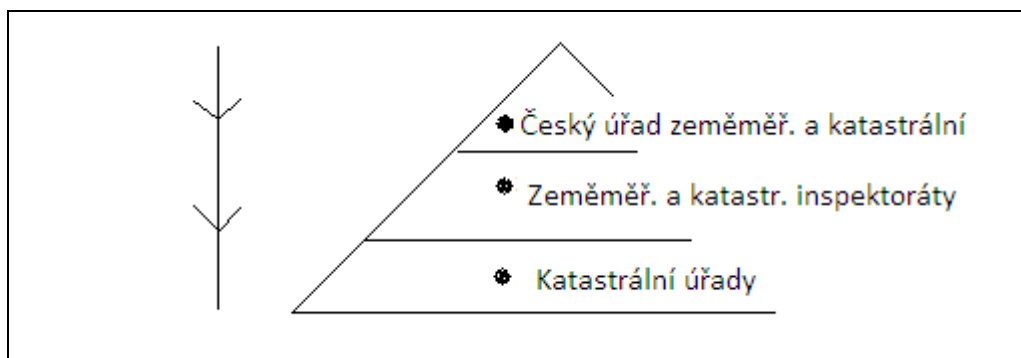 Český úřad zeměměř. a katastrální
Zeměměř. a katastr. inspektoráty
Katastrální úřady